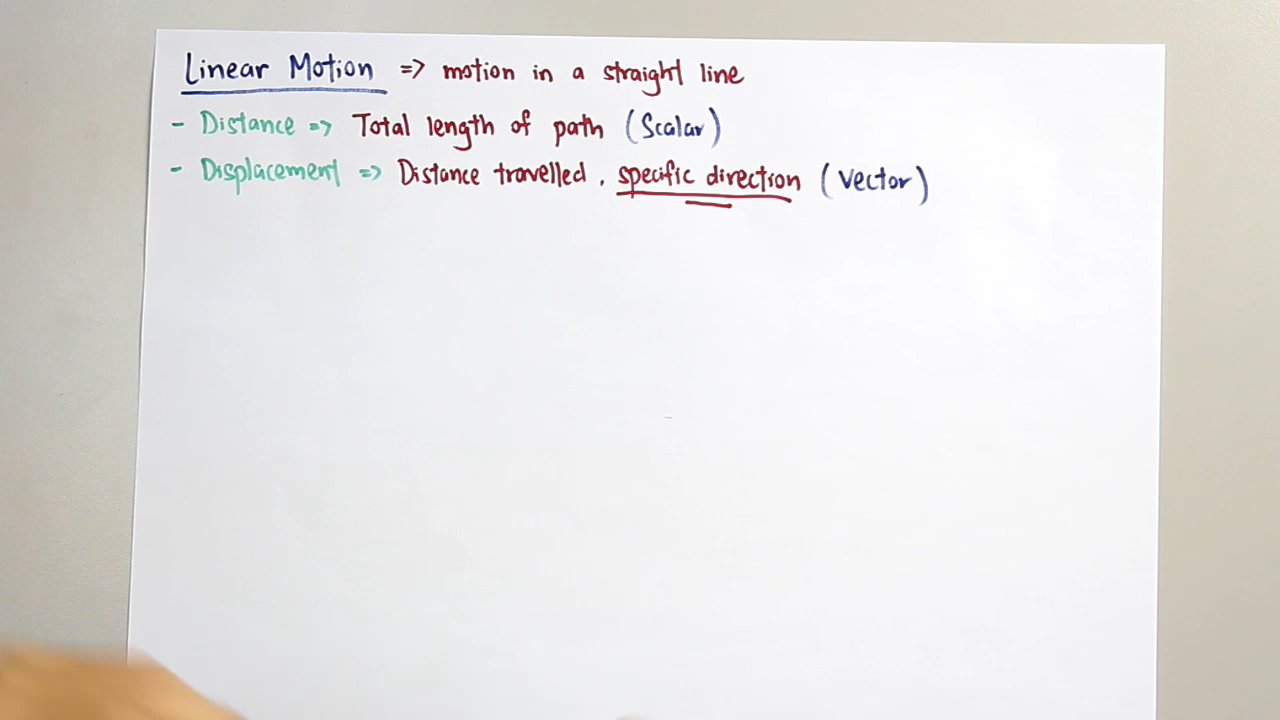 Linear Motion => motion in a straight line
- Distance => Total length of path (Scalar)
- Displacement => Distance travelled , specific direction (Vector)